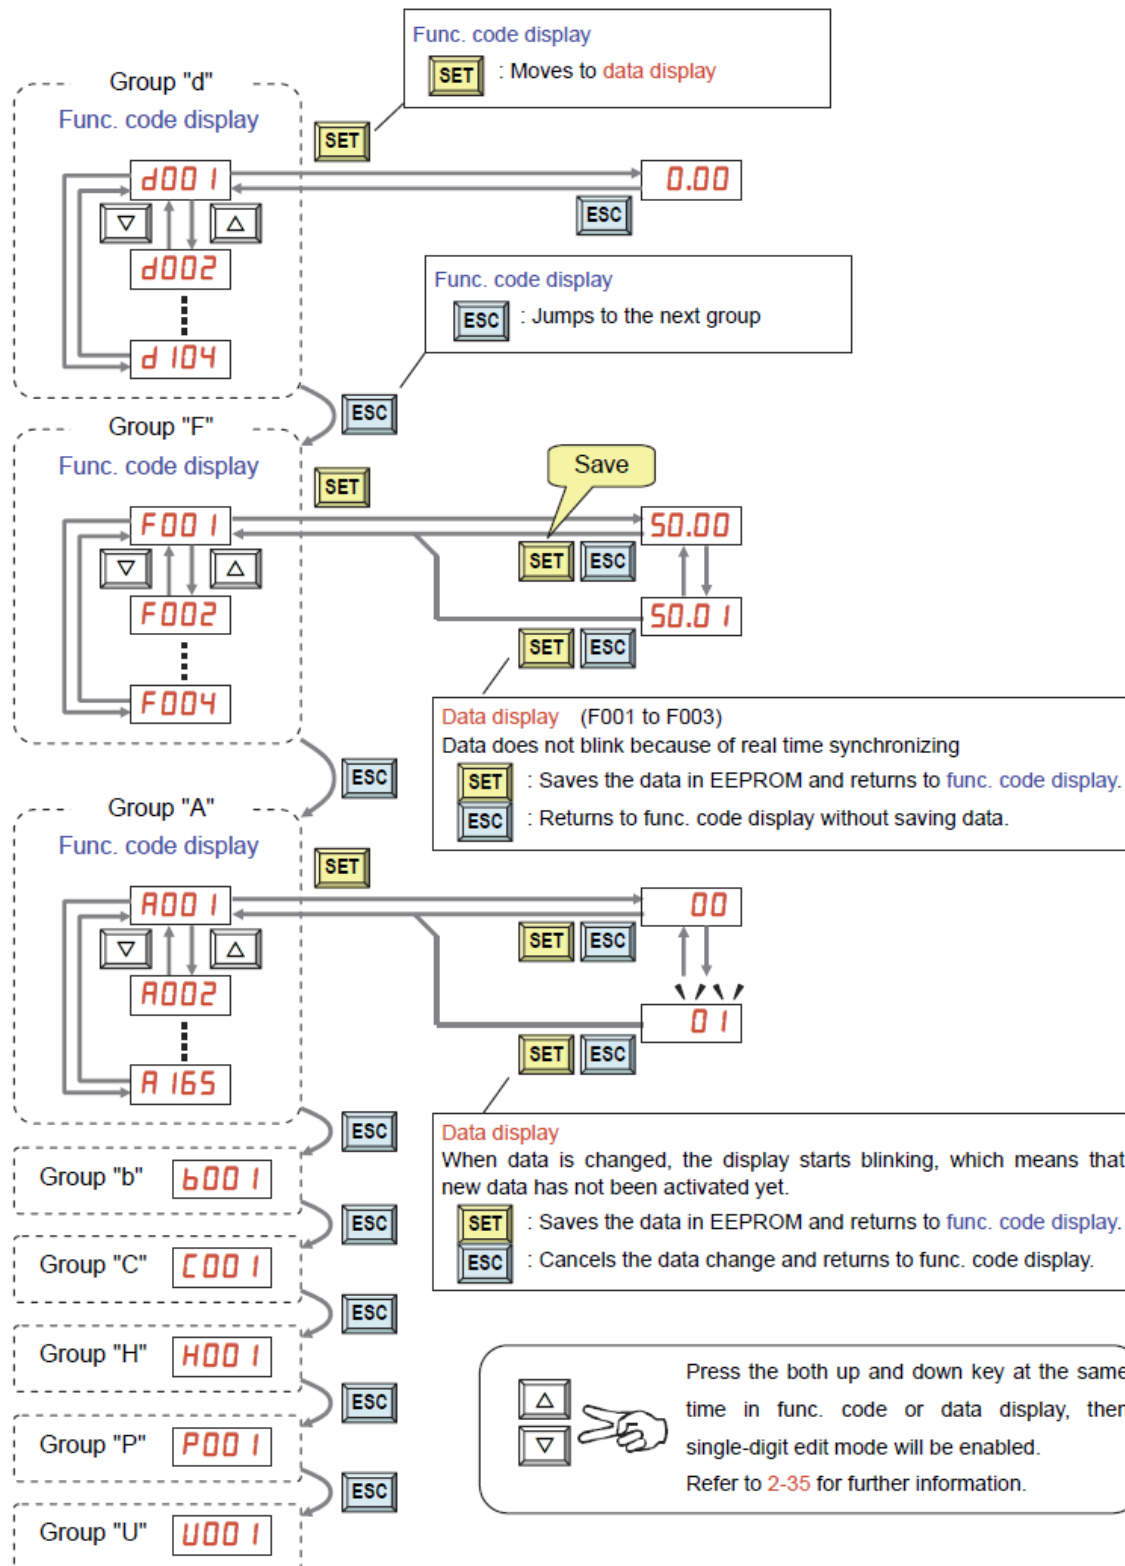 Func. code display
SET : Moves to data display
Group "d"
Func. code display
SET
d001
0.00
ESC
d002
Func. code display
ESC : Jumps to the next group
d104
ESC
Group "F"
Func. code display
SET
Save
F001
50.00
SET ESC
F002
50.01
SET ESC
F004
Data display (F001 to F003)
Data does not blink because of real time synchronizing
SET : Saves the data in EEPROM and returns to func. code display.
ESC : Returns to func. code display without saving data.
ESC
Group "A"
Func. code display
SET
A001
00
SET ESC
A002
01
SET ESC
A165
ESC
Data display
When data is changed, the display starts blinking, which means that
new data has not been activated yet.
SET : Saves the data in EEPROM and returns to func. code display.
ESC : Cancels the data change and returns to func. code display.
Group "b" b001
ESC
Group "C" C001
ESC
Group "H" H001
ESC
Group "P" P001
ESC
Group "U" U001
Press the both up and down key at the same
time in func. code or data display, then
single-digit edit mode will be enabled.
Refer to 2-35 for further information.